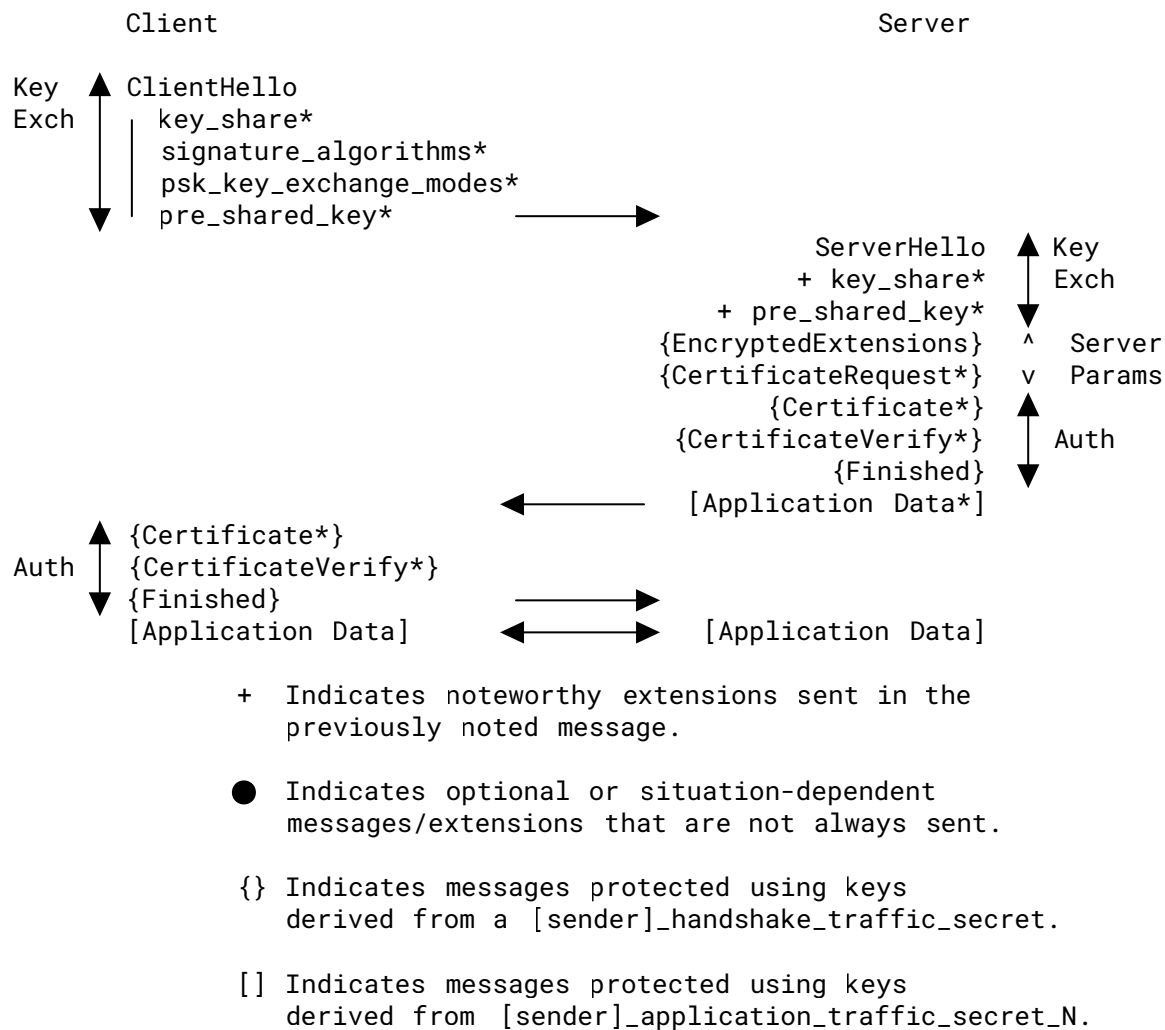 Client Server
Key ClientHello
Exch key_share*
signature_algorithms*
psk_key_exchange_modes*
pre_shared_key*
ServerHello Key
+ key_share* Exch
+ pre_shared_key*
{EncryptedExtensions} ^ Server
{CertificateRequest*} v Params
{Certificate*}
{CertificateVerify*} Auth
{Finished}
[Application Data*]
{Certificate*}
Auth {CertificateVerify*}
{Finished}
[Application Data] [Application Data]
+ Indicates noteworthy extensions sent in the
previously noted message.
● Indicates optional or situation-dependent
messages/extensions that are not always sent.
{} Indicates messages protected using keys
derived from a [sender]_handshake_traffic_secret.
[] Indicates messages protected using keys
derived from [sender]_application_traffic_secret_N.